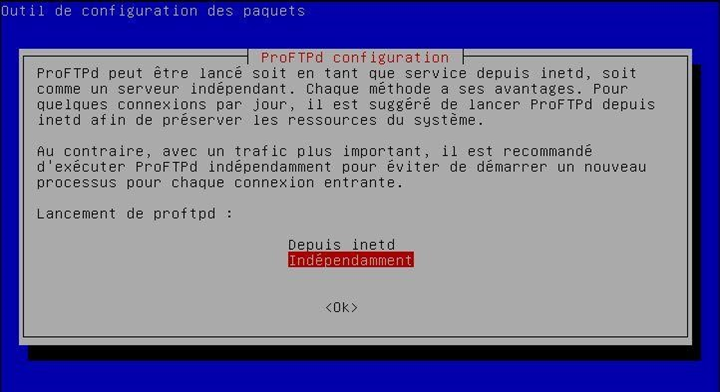 Outil de configuration des paquets
ProFTPd configuration
ProFTPd peut être lancé soit en tant que service depuis inetd, soit
comme un serveur indépendant. Chaque méthode a ses avantages. Pour
quelques connexions par jour, il est suggéré de lancer ProFTPd depuis
inetd afin de préserver les ressources du système.
Au contraire, avec un trafic plus important, il est recommandé
d'exécuter ProFTPd indépendamment pour éviter de démarrer un nouveau
processus pour chaque connexion entrante.
Lancement de proftpd :
Depuis inetd
Indépendamment
<Ok>